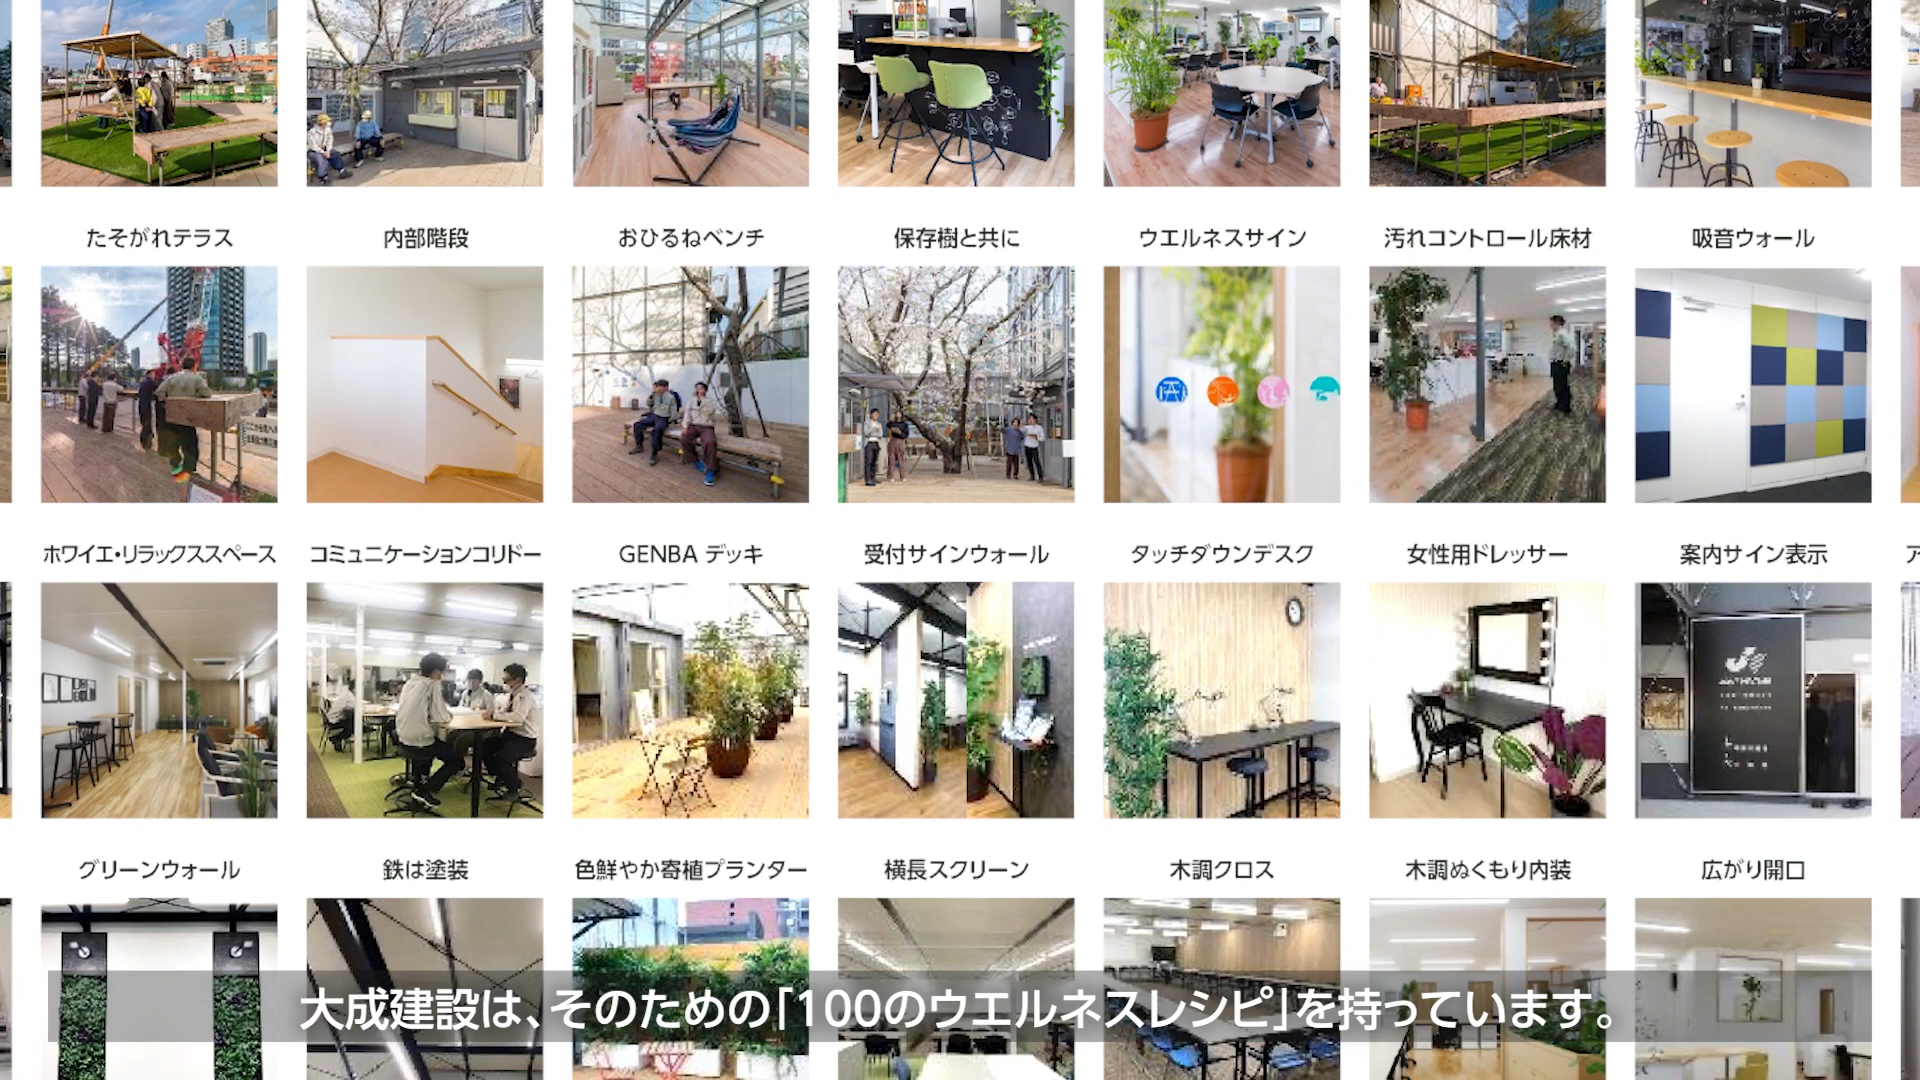 たそがれテラス
内部階段
おひるねベンチ
保存樹と共に
ウエルネスサイン
汚れコントロール床材
吸音ウォール
ホワイエ・リラックススペース
コミュニケーションコリドー
GENBA デッキ
受付サインウォール
タッチダウンデスク
女性用ドレッサー
案内サイン表示
グリーンウォール
鉄は塗装
色鮮やか寄植プランター
横長スクリーン
木調クロス
木調ぬくもり内装
広がり開口
大成建設は、そのための「100のウエルネスレシピ」を持っています。